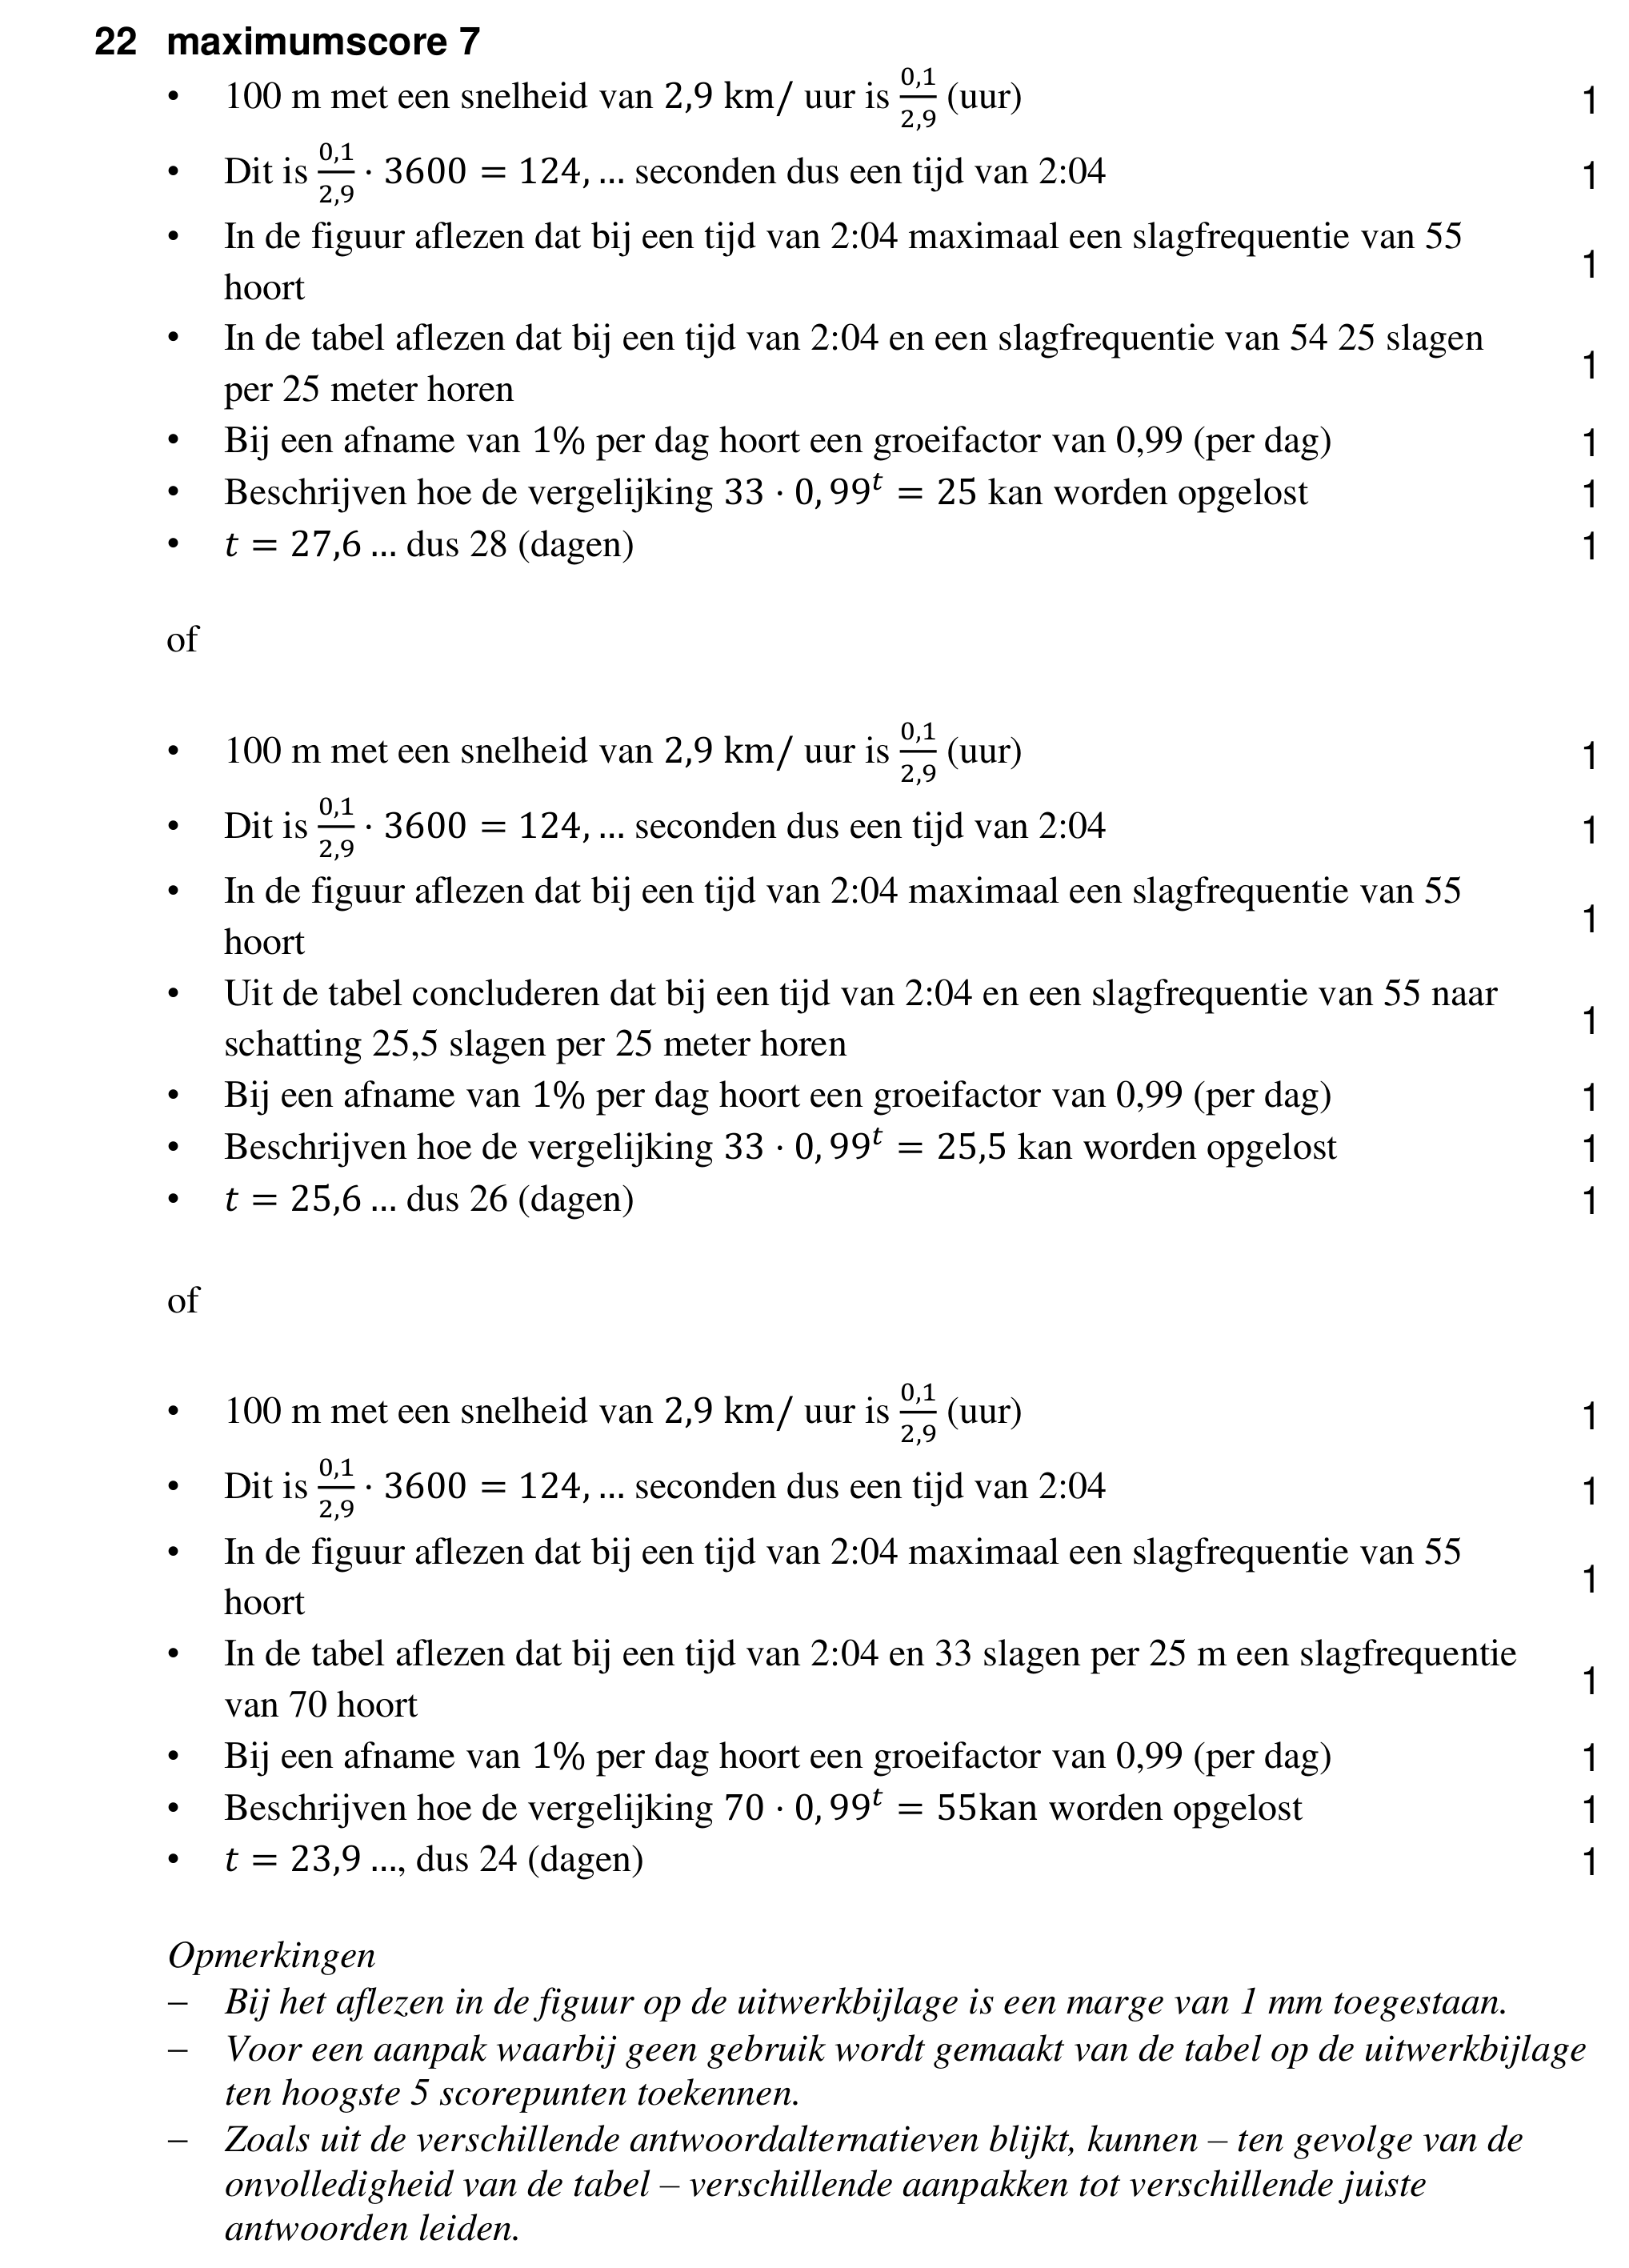 22 maximumscore 7
• 100 m met een snelheid van 2,9 km/ uur is 0,1/2,9 (uur) 1
• Dit is 0,1/2,9 · 3600 = 124, … seconden dus een tijd van 2:04 1
• In de figuur aflezen dat bij een tijd van 2:04 maximaal een slagfrequentie van 55
hoort 1
• In de tabel aflezen dat bij een tijd van 2:04 en een slagfrequentie van 54 25 slagen
per 25 meter horen 1
• Bij een afname van 1% per dag hoort een groeifactor van 0,99 (per dag) 1
• Beschrijven hoe de vergelijking 33 · 0, 99^t = 25 kan worden opgelost 1
• t = 27,6 … dus 28 (dagen) 1
of
• 100 m met een snelheid van 2,9 km/ uur is 0,1/2,9 (uur) 1
• Dit is 0,1/2,9 · 3600 = 124, … seconden dus een tijd van 2:04 1
• In de figuur aflezen dat bij een tijd van 2:04 maximaal een slagfrequentie van 55
hoort 1
• Uit de tabel concluderen dat bij een tijd van 2:04 en een slagfrequentie van 55 naar
schatting 25,5 slagen per 25 meter horen 1
• Bij een afname van 1% per dag hoort een groeifactor van 0,99 (per dag) 1
• Beschrijven hoe de vergelijking 33 · 0, 99^t = 25,5 kan worden opgelost 1
• t = 25,6 … dus 26 (dagen) 1
of
• 100 m met een snelheid van 2,9 km/ uur is 0,1/2,9 (uur) 1
• Dit is 0,1/2,9 · 3600 = 124, … seconden dus een tijd van 2:04 1
• In de figuur aflezen dat bij een tijd van 2:04 maximaal een slagfrequentie van 55
hoort 1
• In de tabel aflezen dat bij een tijd van 2:04 en 33 slagen per 25 m een slagfrequentie
van 70 hoort 1
• Bij een afname van 1% per dag hoort een groeifactor van 0,99 (per dag) 1
• Beschrijven hoe de vergelijking 70 · 0, 99^t = 55kan worden opgelost 1
• t = 23,9 …, dus 24 (dagen) 1
Opmerkingen
– Bij het aflezen in de figuur op de uitwerkbijlage is een marge van 1 mm toegestaan.
– Voor een aanpak waarbij geen gebruik wordt gemaakt van de tabel op de uitwerkbijlage
ten hoogste 5 scorepunten toekennen.
– Zoals uit de verschillende antwoordalternatieven blijkt, kunnen – ten gevolge van de
onvolledigheid van de tabel – verschillende aanpakken tot verschillende juiste
antwoorden leiden.